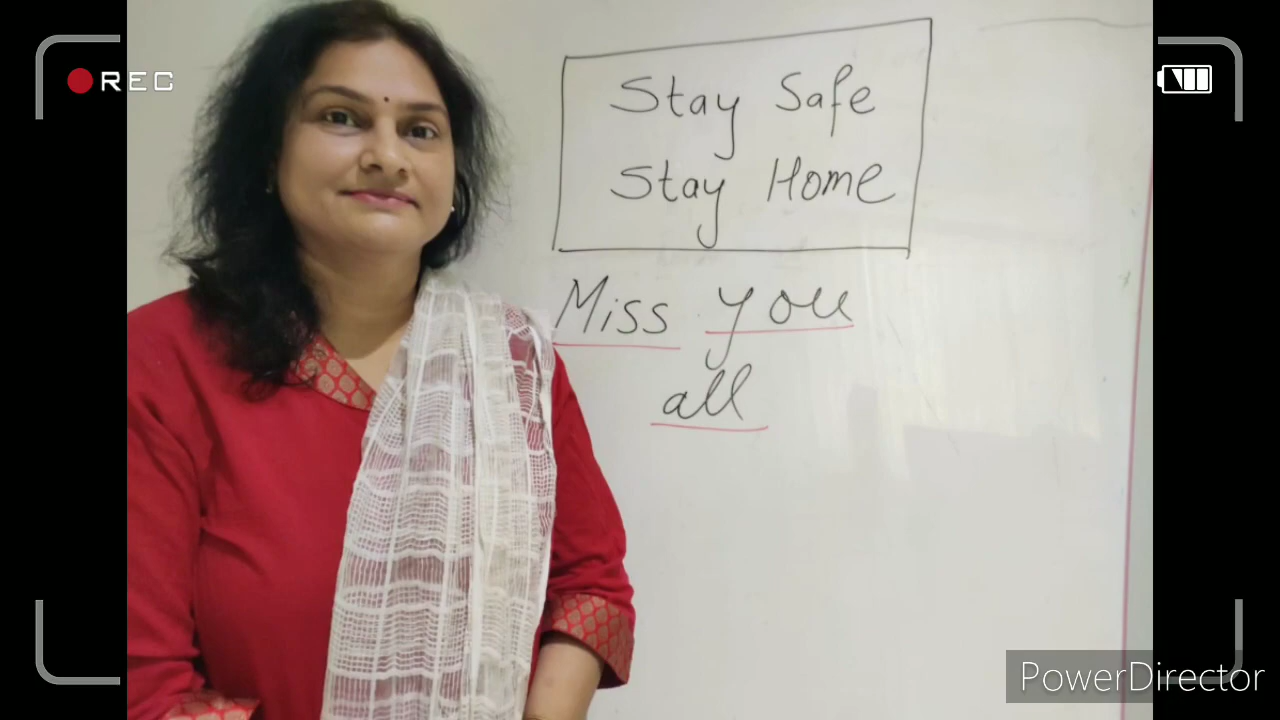 REC
Stay Safe
Stay Home
Miss you
all
PowerDirector